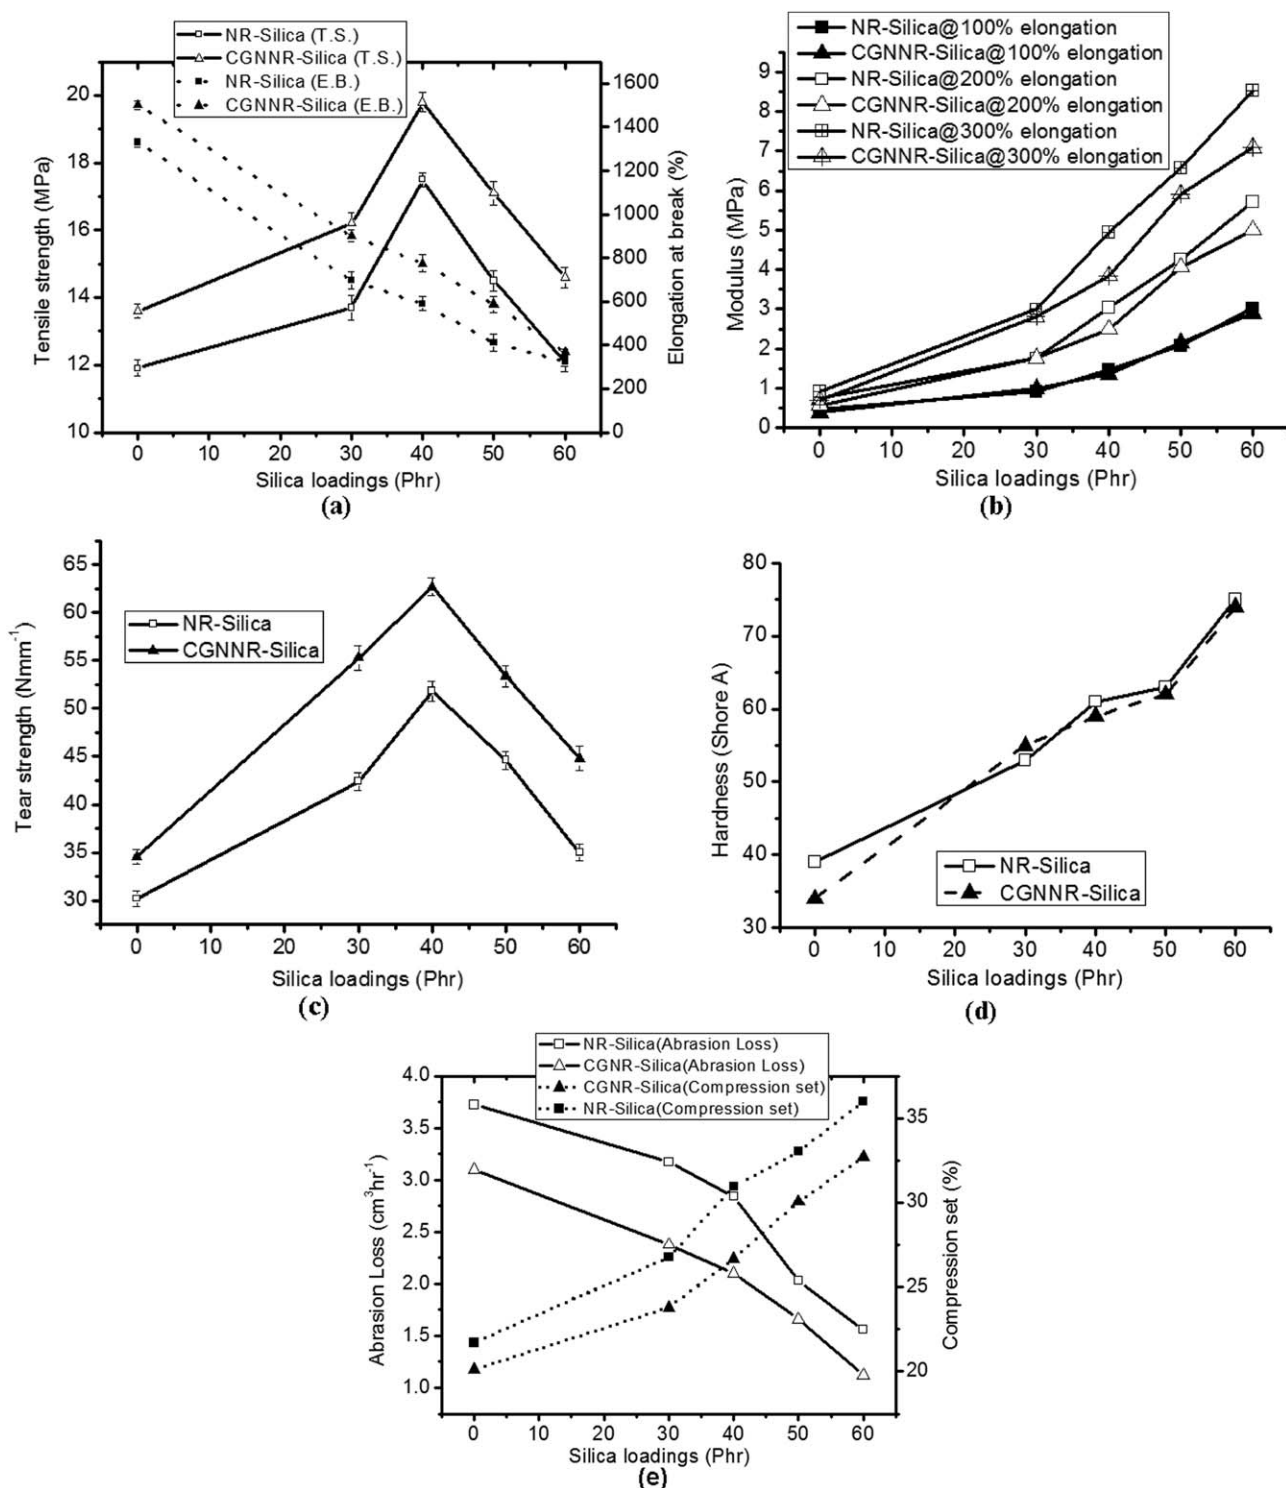 NR-Silica (T.S.)
CGNNR-Silica (T.S.)
NR-Silica (E.B.)
CGNNR-Silica (E.B.)
Tensile strength (MPa)
20
18
16
14
12
10
Elongation at break (%)
1600
1400
1200
1000
800
600
400
200
0
0 10 20 30 40 50 60
Silica loadings (Phr)
(a)
NR-Silica@100% elongation
CGNNR-Silica@100% elongation
NR-Silica@200% elongation
CGNNR-Silica@200% elongation
NR-Silica@300% elongation
CGNNR-Silica@300% elongation
Modulus (MPa)
9
8
7
6
5
4
3
2
1
0
0 10 20 30 40 50 60
Silica loadings (Phr)
(b)
NR-Silica
CGNNR-Silica
Tear strength (Nmm-1)
65
60
55
50
45
40
35
30
0 10 20 30 40 50 60
Silica loadings (Phr)
(c)
Hardness (Shore A)
80
70
60
50
40
30
NR-Silica
CGNNR-Silica
0 10 20 30 40 50 60
Silica loadings (Phr)
(d)
NR-Silica(Abrasion Loss)
CGNR-Silica(Abrasion Loss)
CGNR-Silica(Compression set)
NR-Silica(Compression set)
Abrasion Loss (cm3hr-1)
4.0
3.5
3.0
2.5
2.0
1.5
1.0
Compression set (%)
35
30
25
20
0 10 20 30 40 50 60
Silica loadings (Phr)
(e)